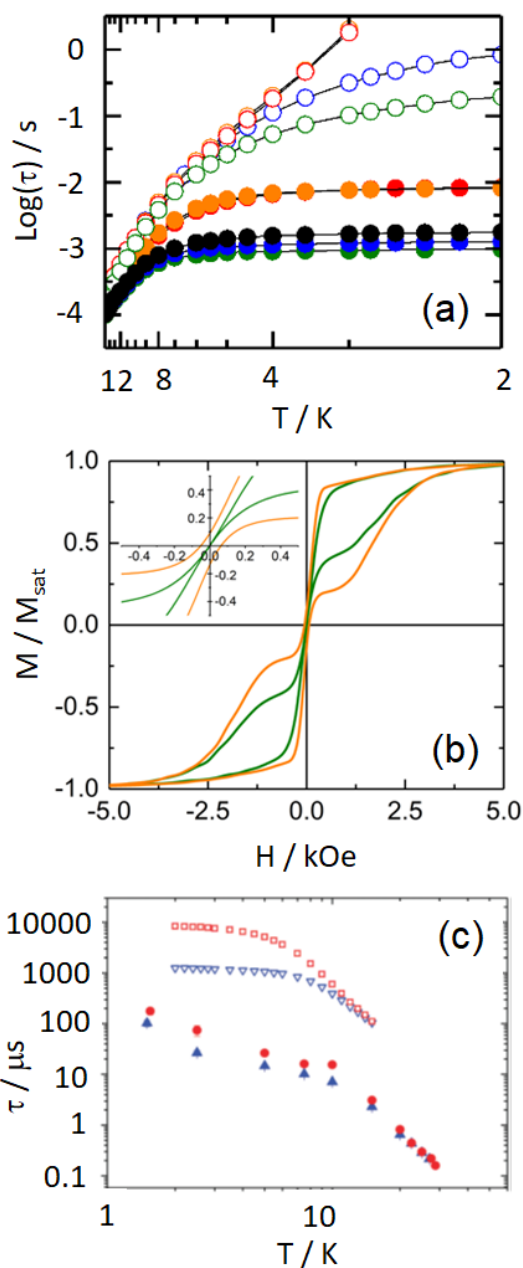 0
-1
-2
-3
-4
Log(τ) / s
(a)
12 8 4 2
T / K
1.0
0.5
0.0
-0.5
-1.0
M / Msat
0.4
0.2
-0.4 -0.2 0.0 0.2 0.4
-0.2
-0.4
(b)
-5.0 -2.5 0.0 2.5 5.0
H / kOe
10000
1000
100
10
1
0.1
τ / μs
(c)
1 10
T / K